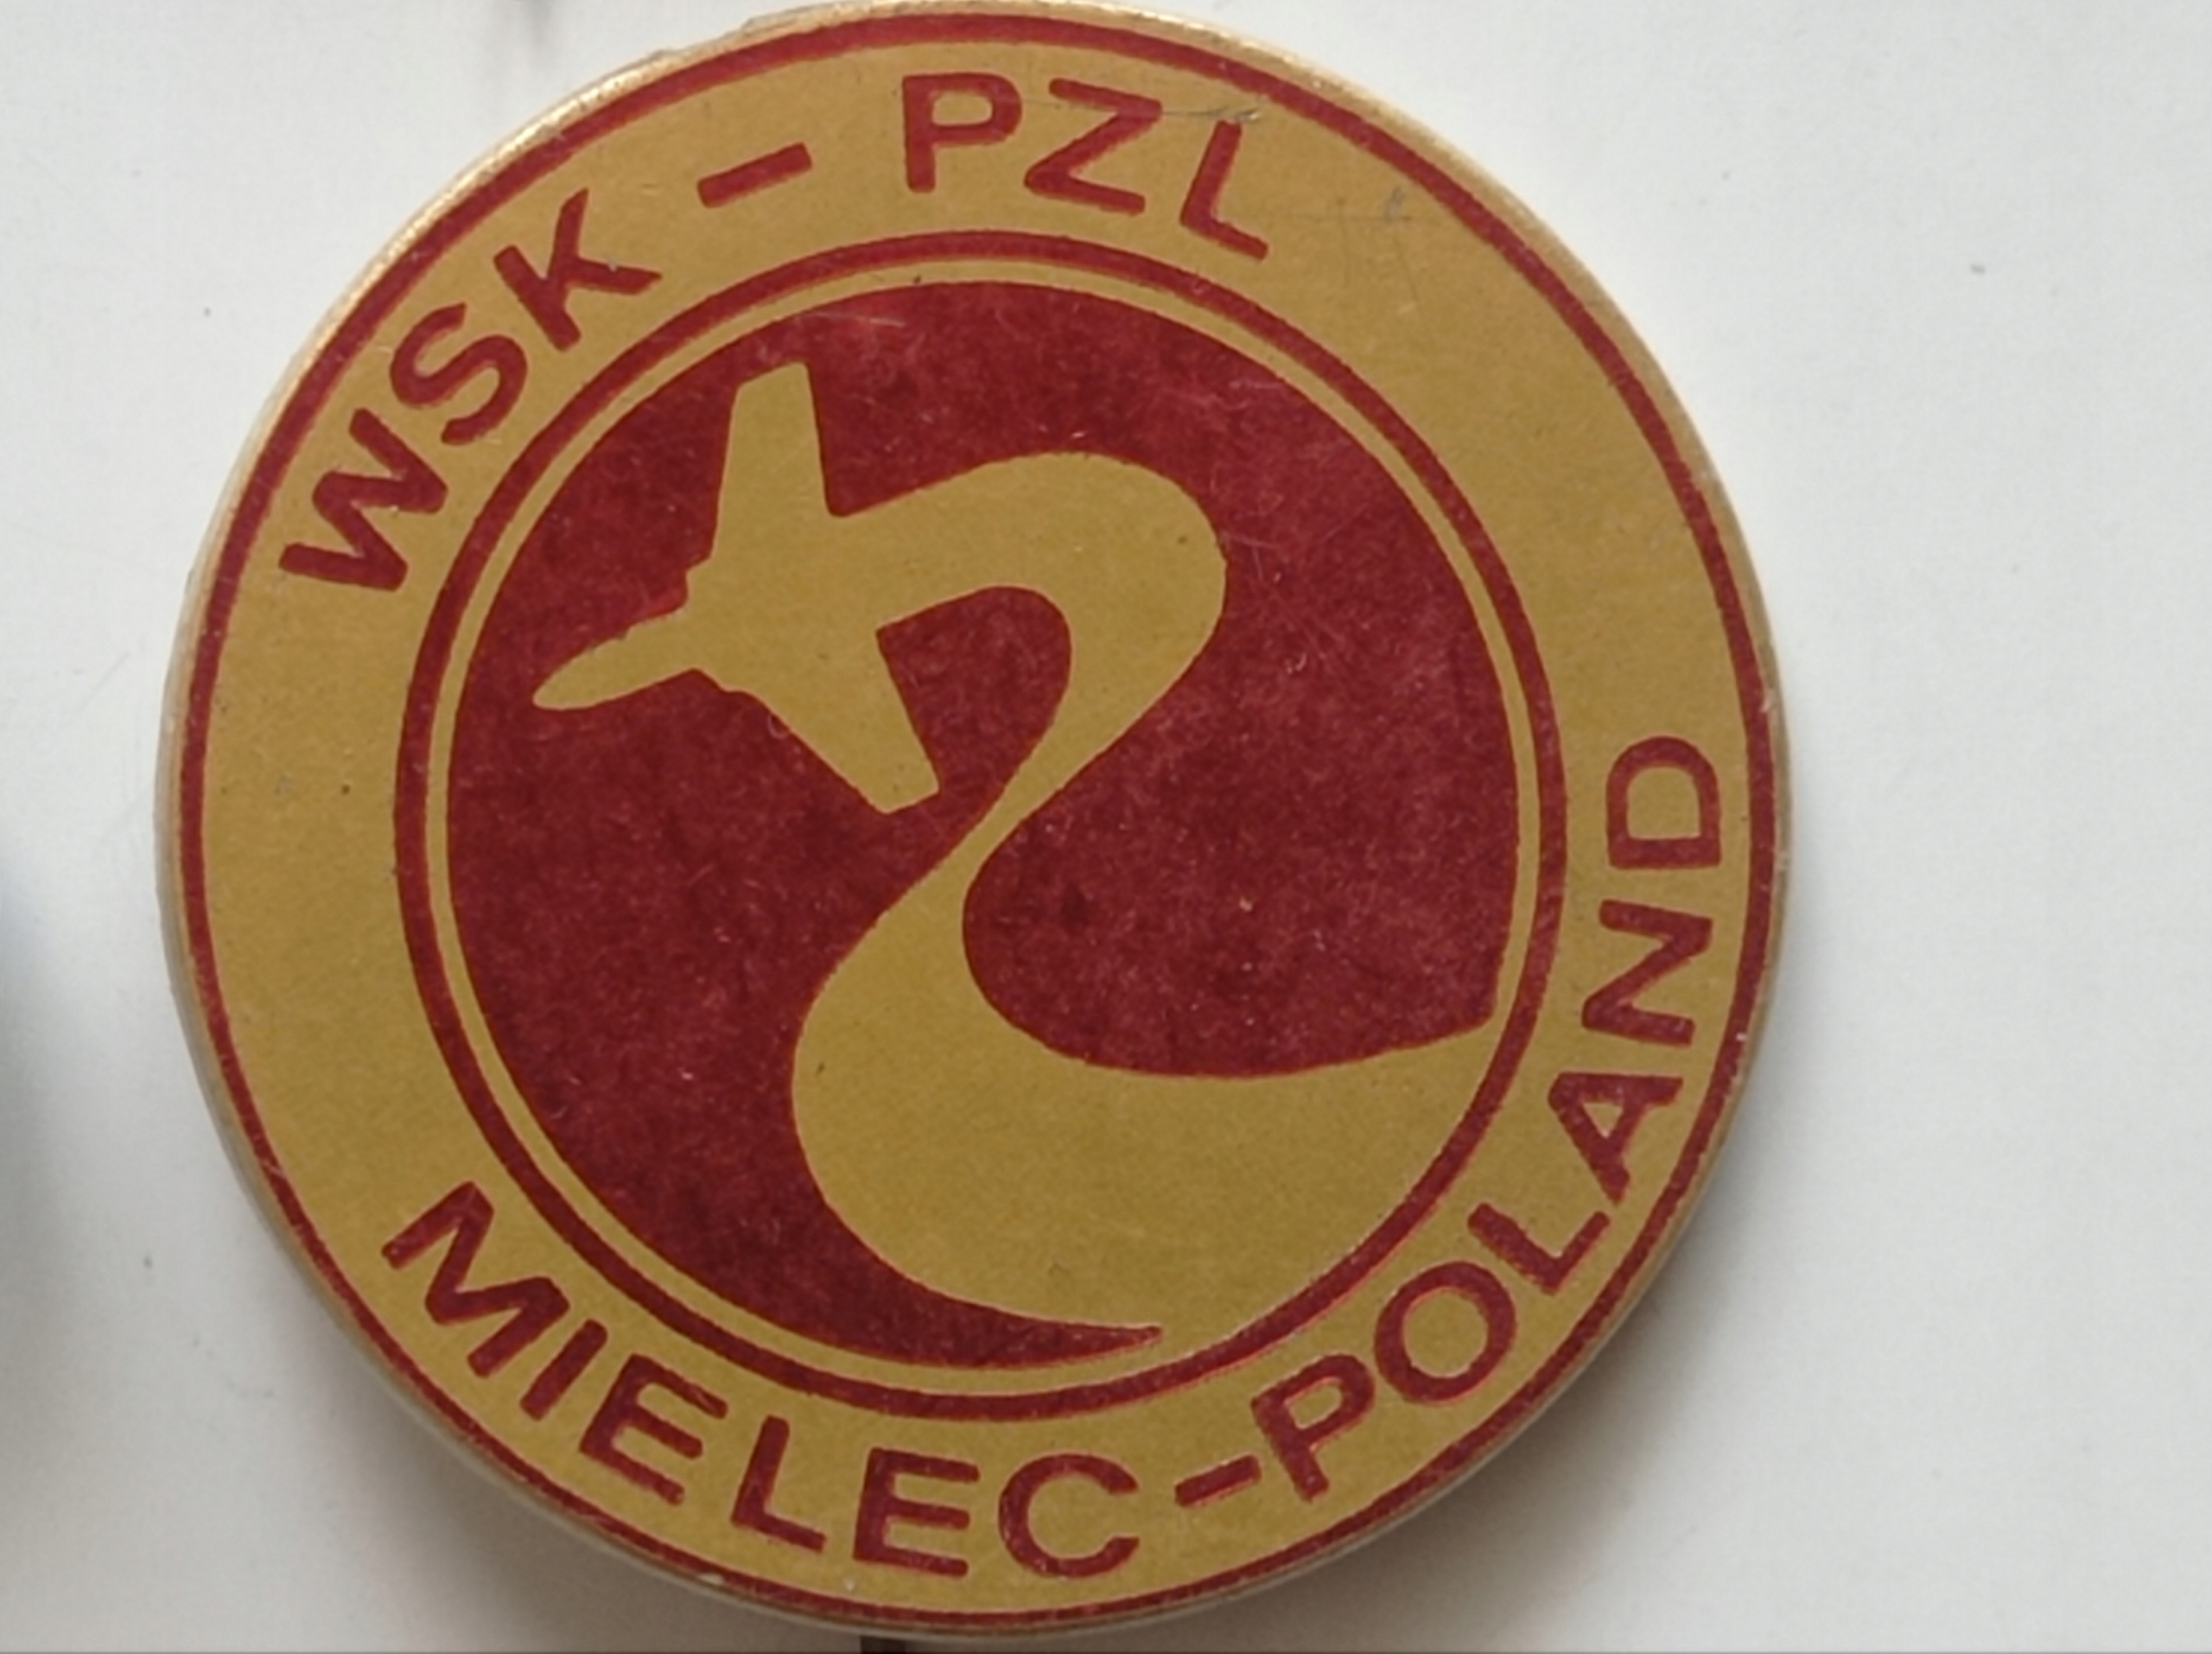 WSK - PZL
MIELEC-POLAND